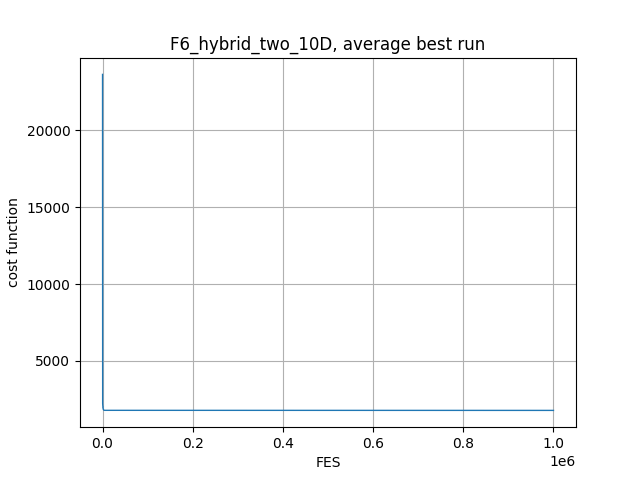 F6_hybrid_two_10D, average best run
cost function
20000
15000
10000
5000
0.0 0.2 0.4 0.6 0.8 1.0
1e6
FES